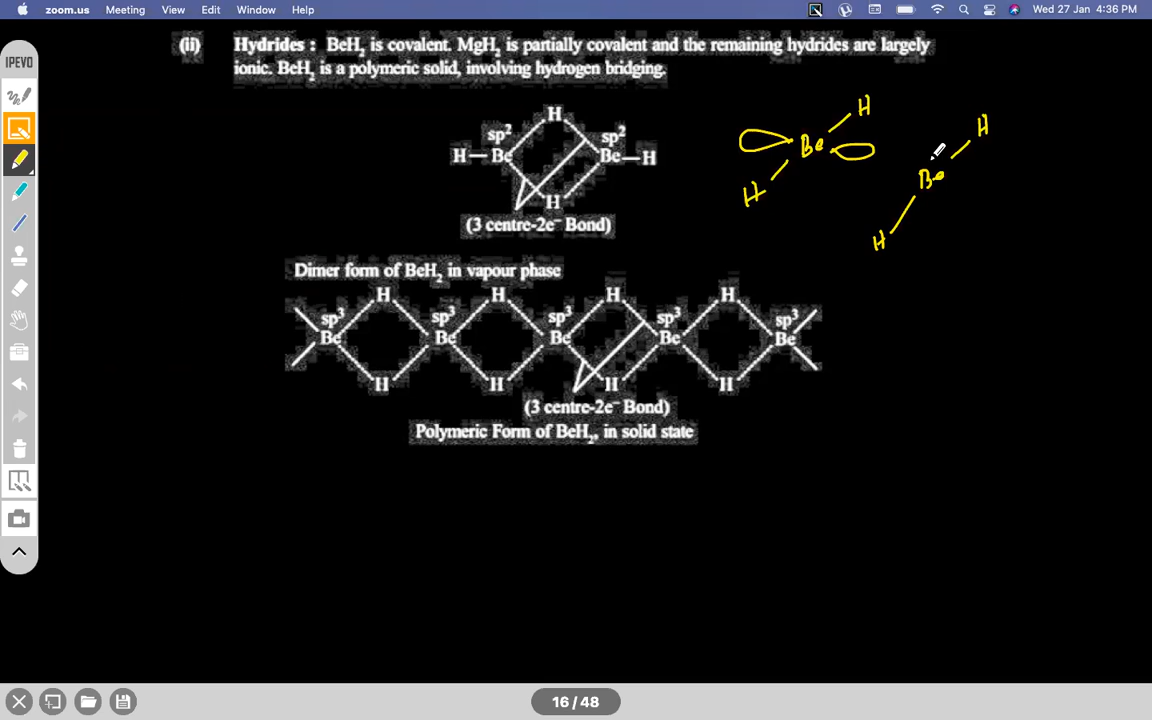 zoom.us Meeting View Edit Window Help Wed 27 Jan 4:36 PM
IPEVO
(ii) Hydrides : BeH2 is covalent. MgH2 is partially covalent and the remaining hydrides are largely
ionic. BeH2 is a polymeric solid, involving hydrogen bridging.
H
sp2 sp2
H—Be Be—H
H
(3 centre-2e– Bond)
H
Be
H
H
Be
H
Dimer form of BeH2 in vapour phase
H H H H
sp3 sp3 sp3 sp3 sp3
Be Be Be Be Be
H H H H
(3 centre-2e– Bond)
Polymeric Form of BeH2, in solid state
16 / 48